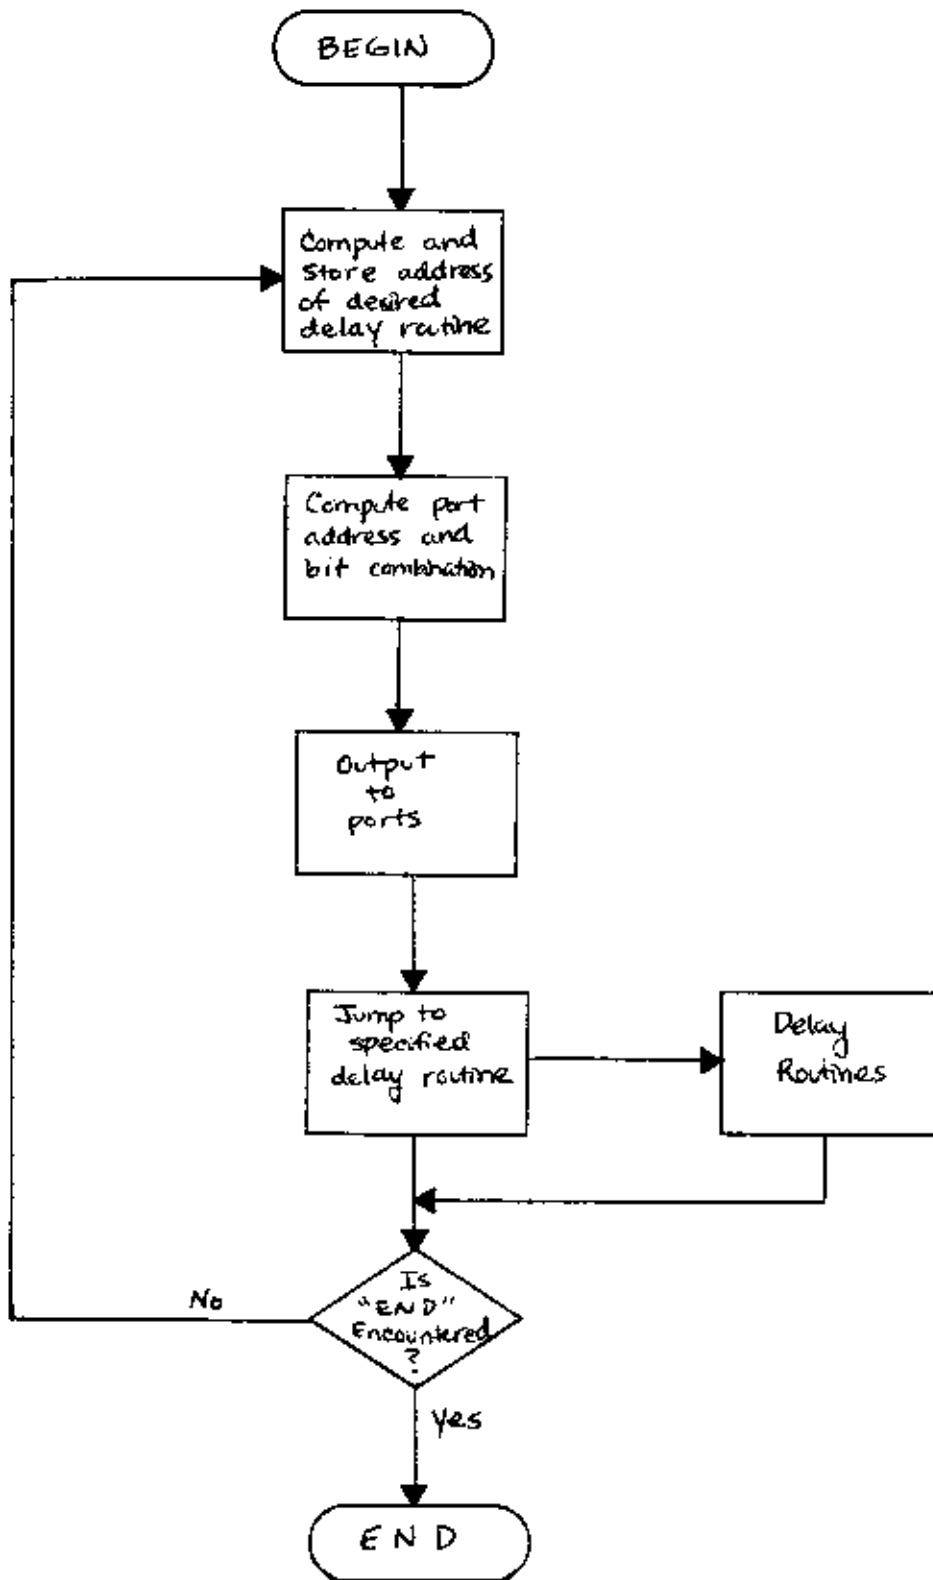 BEGIN
Compute and
store address
of desired
delay routine
Compute port
address and
bit combination
Output
to
ports
Jump to
specified
delay routine
Delay
Routines
Is
"END"
Encountered
?
No
Yes
END